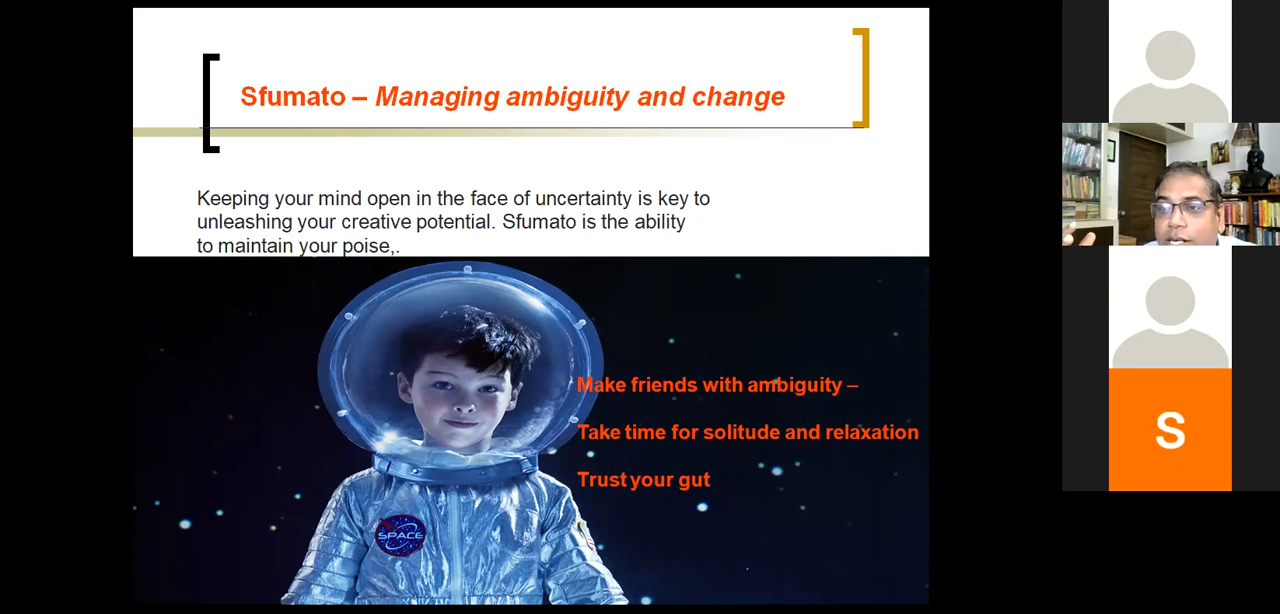 Sfumato – Managing ambiguity and change
Keeping your mind open in the face of uncertainty is key to
unleashing your creative potential. Sfumato is the ability
to maintain your poise,.
Make friends with ambiguity –
Take time for solitude and relaxation
Trust your gut
SPACE
S